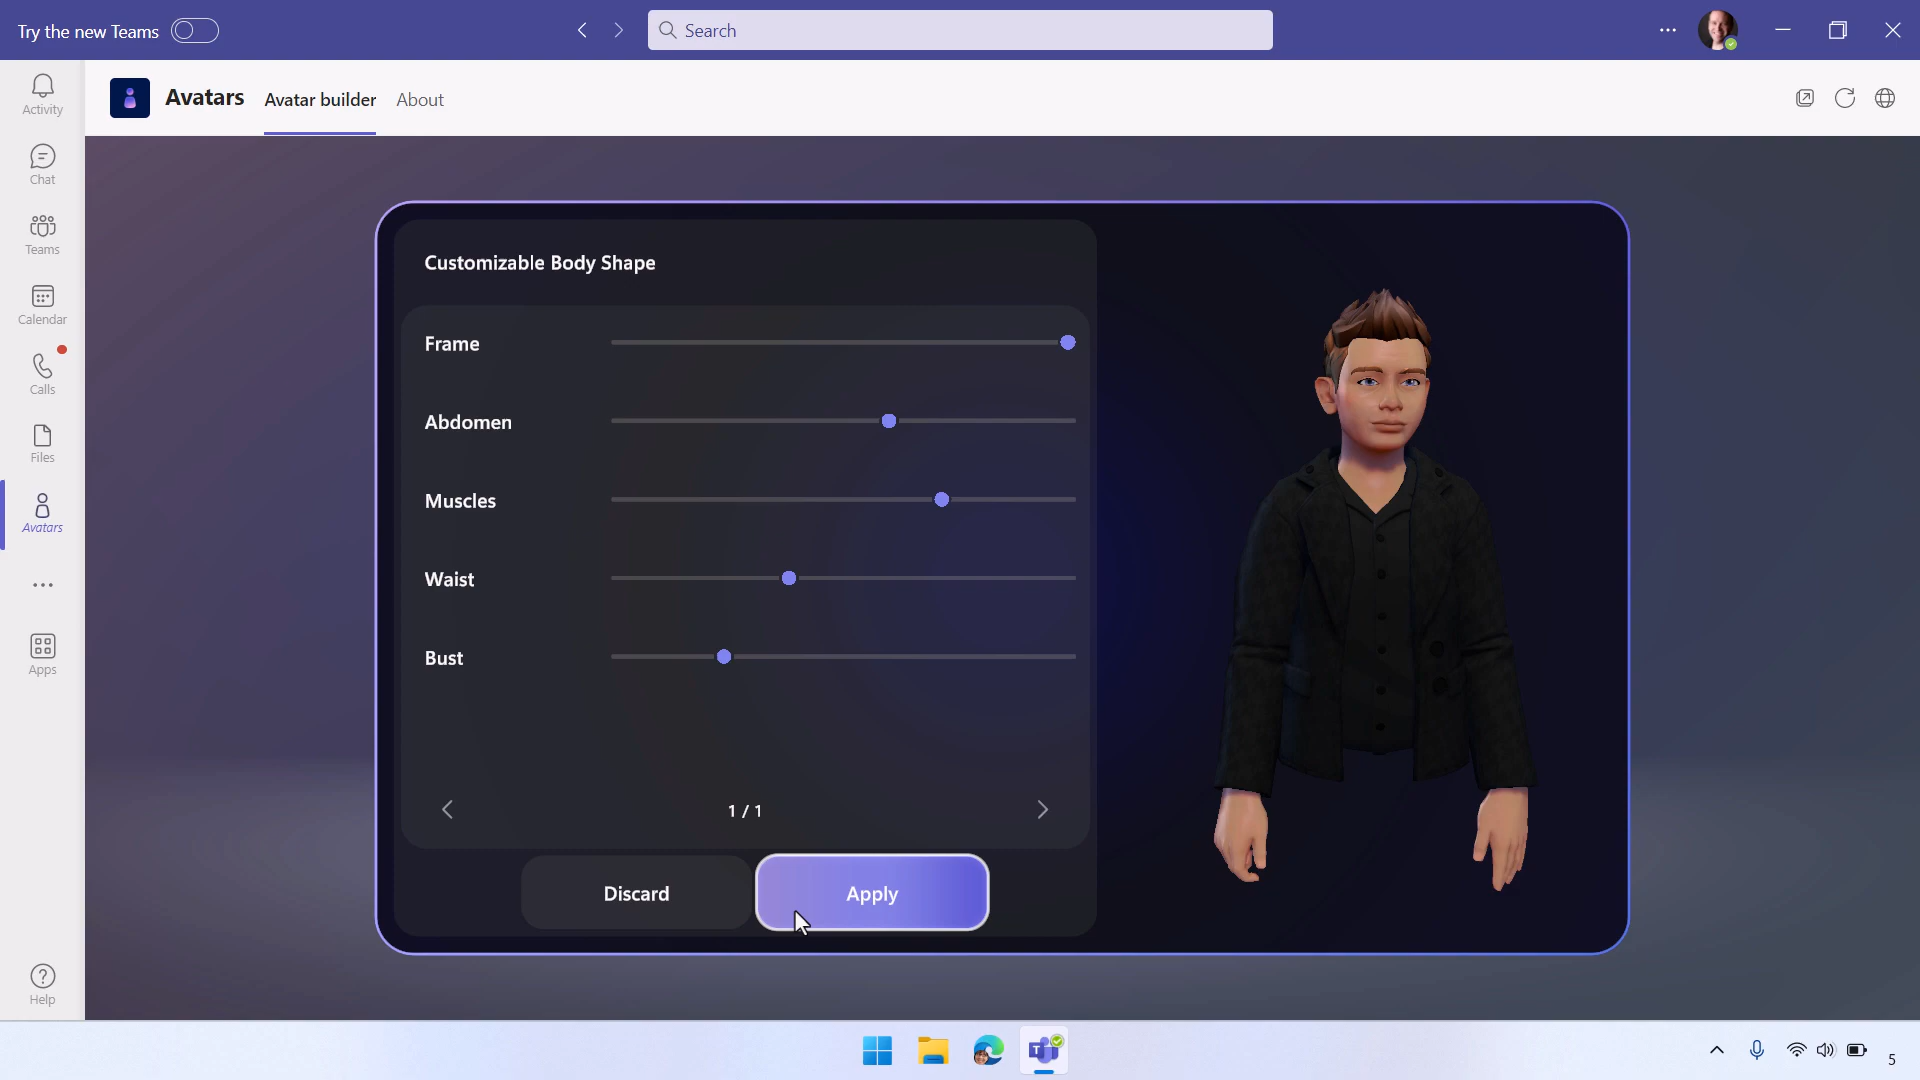 Try the new Teams
Search
Activity
Chat
Teams
Calendar
Calls
Files
Avatars
Apps
Help
Avatars
Avatar builder
About
Customizable Body Shape
Frame
Abdomen
Muscles
Waist
Bust
1 / 1
Discard
Apply
T
5